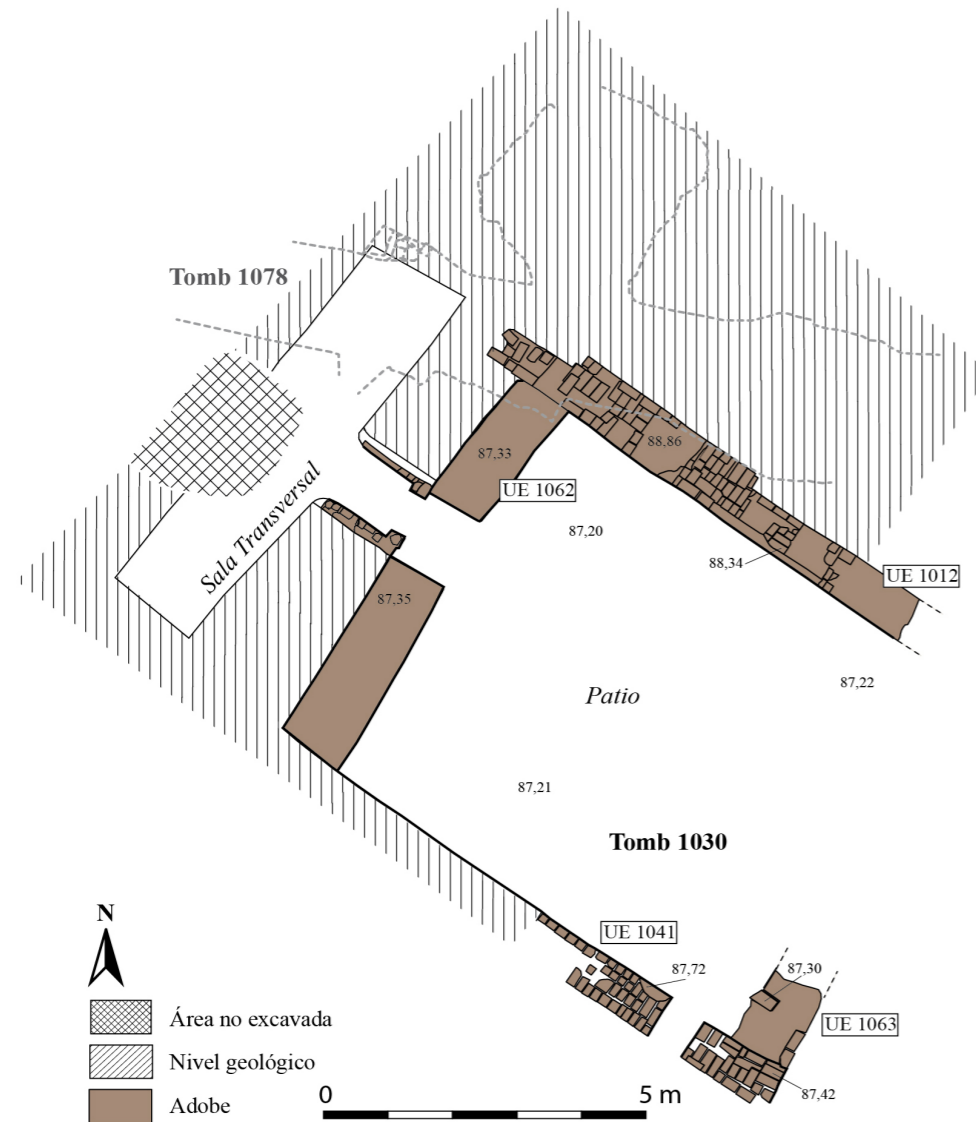 Tomb 1078
88,86
87,33
UE 1062
87,20
Sala Transversal
88,34
UE 1012
87,35
87,22
Patio
87,21
Tomb 1030
N
UE 1041
87,72
87,30
UE 1063
Área no excavada
Nivel geológico
87,42
0
5 m
Adobe